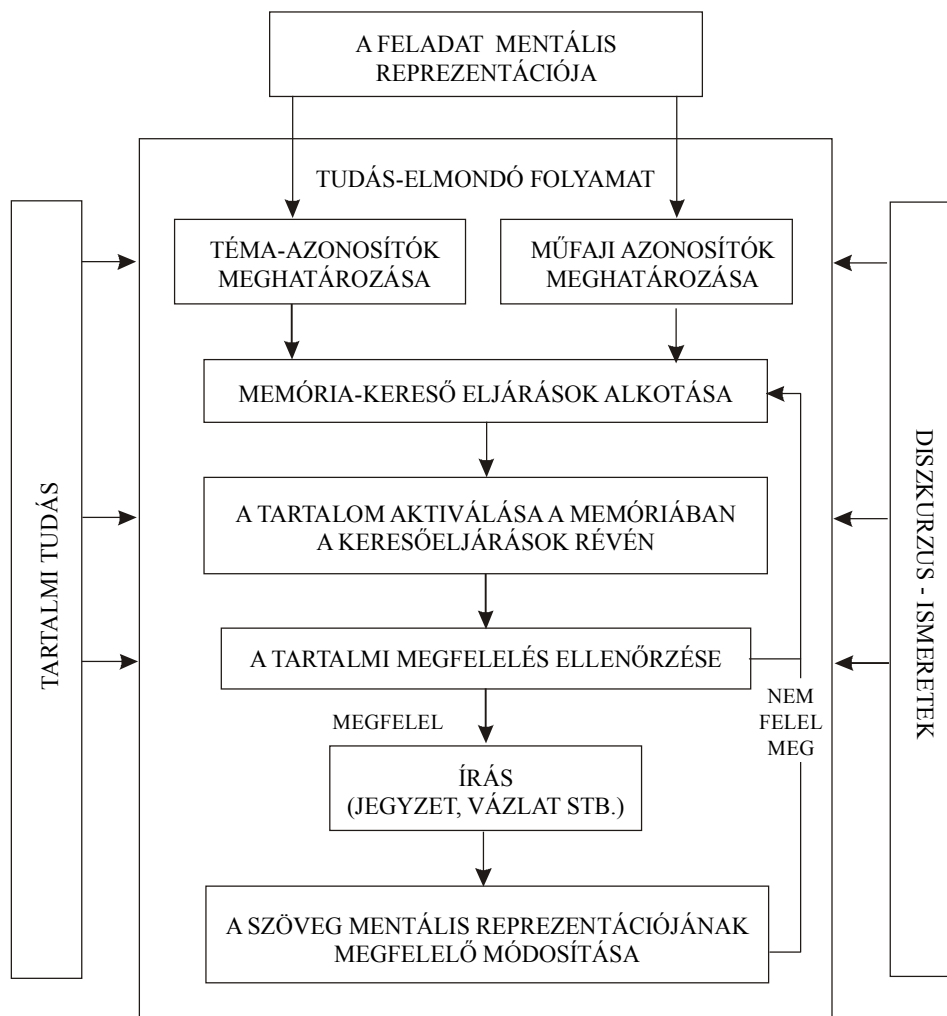 A FELADAT MENTÁLIS
REPREZENTÁCIÓJA
TUDÁS-ELMONDÓ FOLYAMAT
TÉMA-AZONOSÍTÓK
MEGHATÁROZÁSA
MŰFAJI AZONOSÍTÓK
MEGHATÁROZÁSA
MEMÓRIA-KERESŐ ELJÁRÁSOK ALKOTÁSA
A TARTALOM AKTIVÁLÁSA A MEMÓRIÁBAN
A KERESŐELJÁRÁSOK RÉVÉN
A TARTALMI MEGFELELÉS ELLENŐRZÉSE
MEGFELEL
NEM
FELEL
MEG
ÍRÁS
(JEGYZET, VÁZLAT STB.)
A SZÖVEG MENTÁLIS REPREZENTÁCIÓJÁNAK
MEGFELELŐ MÓDOSÍTÁSA
TARTALMI TUDÁS
DISZKURZUS - ISMERETEK